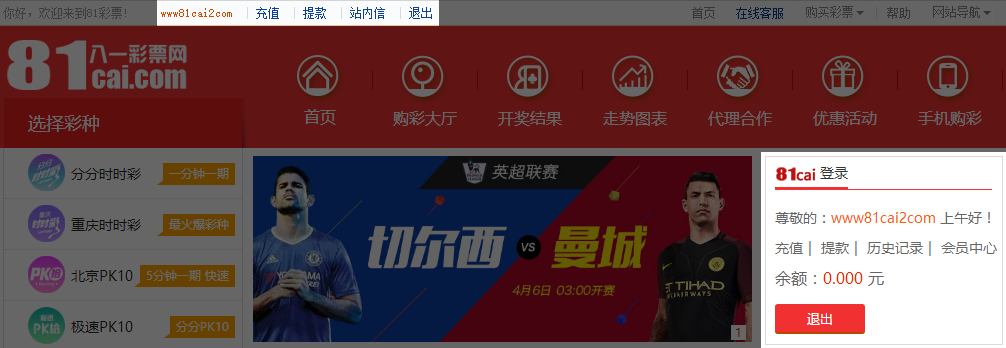 你好，欢迎来到81彩票! www81cai2com | 充值 | 提款 | 站内信 | 退出 首页 在线客服 购买彩票 | 帮助 网站导航
81 八一彩票网
cai.com
首页 购彩大厅 开奖结果 走势图表 代理合作 优惠活动 手机购彩
选择彩种
分分时时彩 一分钟一期
重庆时时彩 最火爆彩种
北京PK10 5分钟一期 快速
极速PK10 分分PK10
英超联赛
切尔西 VS 曼城
4月6日 03:00开赛
YOKOHAMA
ETIHAD
AIRWAYS
1
81cai 登录
尊敬的：www81cai2com 上午好！
充值 | 提款 | 历史记录 | 会员中心
余额：0.000 元
退出